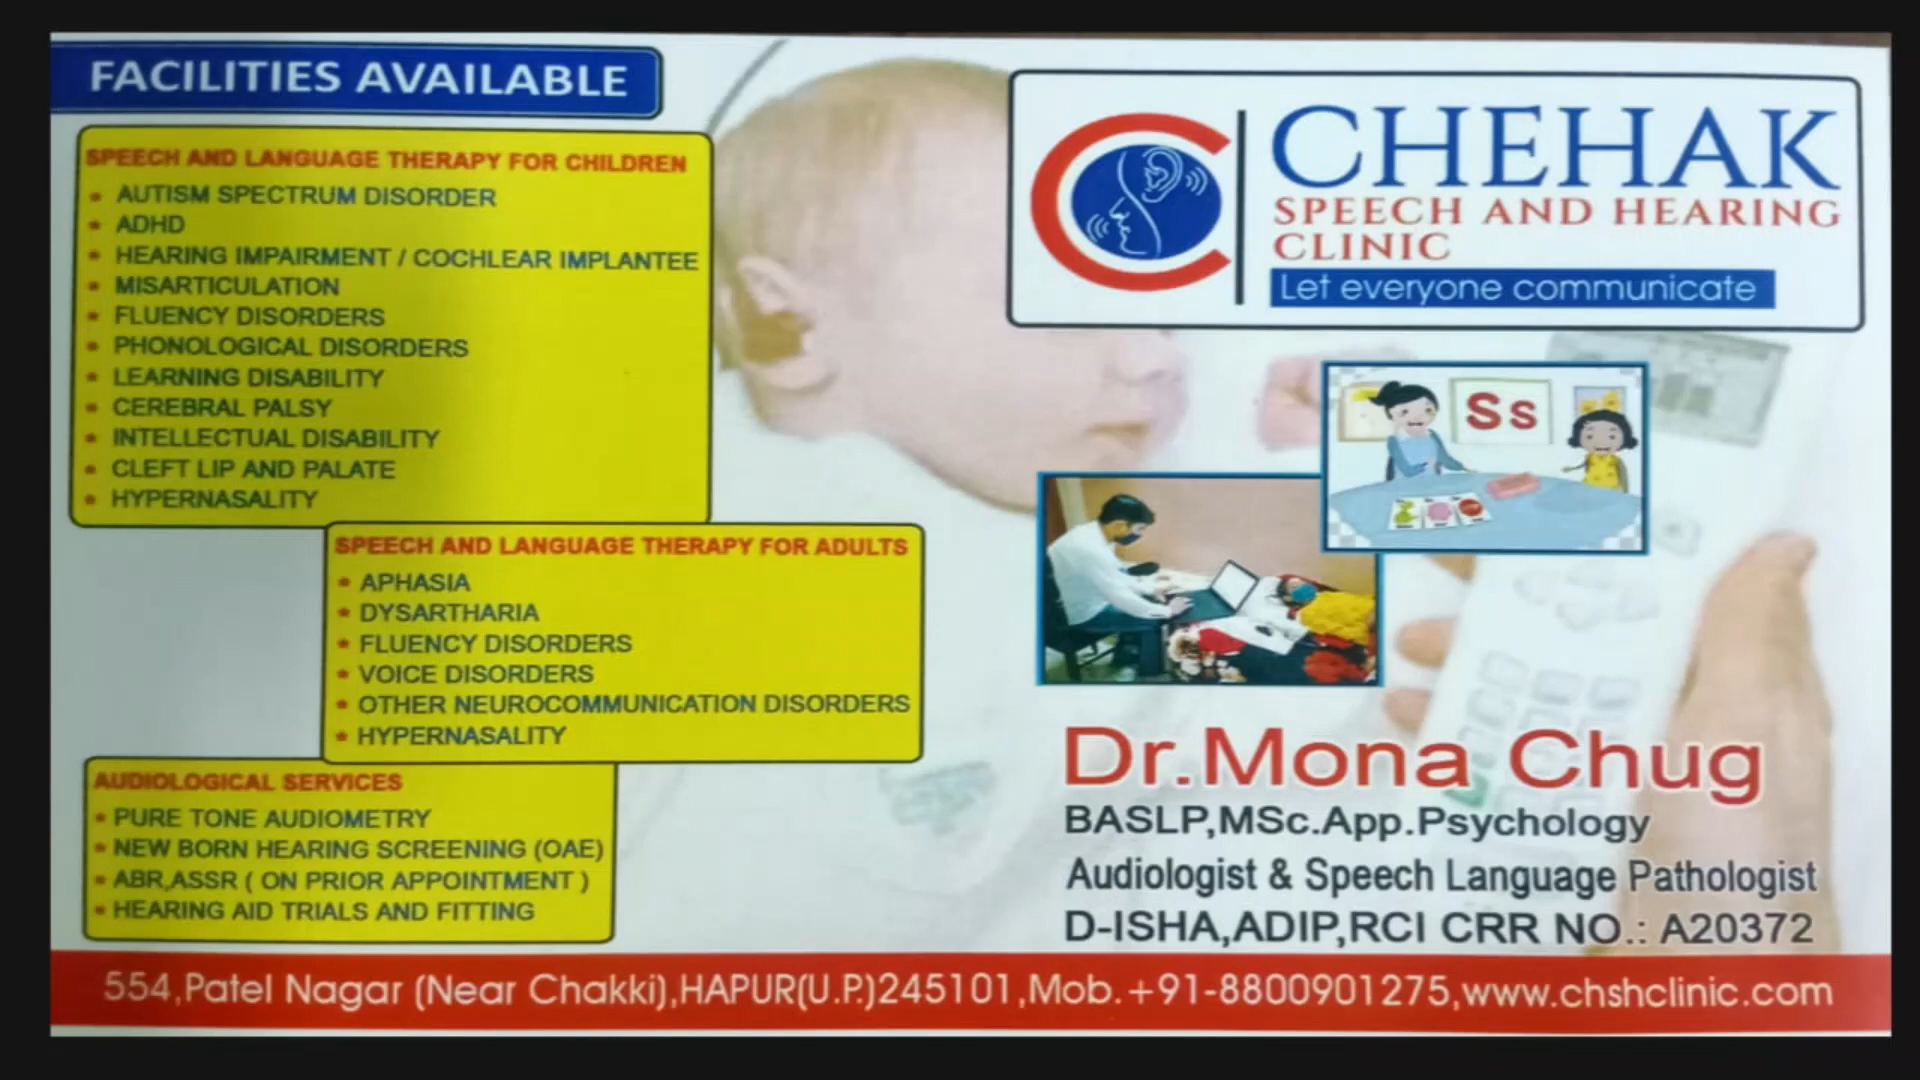 FACILITIES AVAILABLE
SPEECH AND LANGUAGE THERAPY FOR CHILDREN
• AUTISM SPECTRUM DISORDER
• ADHD
• HEARING IMPAIRMENT / COCHLEAR IMPLANTEE
• MISARTICULATION
• FLUENCY DISORDERS
• PHONOLOGICAL DISORDERS
• LEARNING DISABILITY
• CEREBRAL PALSY
• INTELLECTUAL DISABILITY
• CLEFT LIP AND PALATE
• HYPERNASALITY
SPEECH AND LANGUAGE THERAPY FOR ADULTS
• APHASIA
• DYSARTHARIA
• FLUENCY DISORDERS
• VOICE DISORDERS
• OTHER NEUROCOMMUNICATION DISORDERS
• HYPERNASALITY
AUDIOLOGICAL SERVICES
• PURE TONE AUDIOMETRY
• NEW BORN HEARING SCREENING (OAE)
• ABR,ASSR ( ON PRIOR APPOINTMENT )
• HEARING AID TRIALS AND FITTING
CHEHAK
SPEECH AND HEARING
CLINIC
Let everyone communicate
Ss
Dr.Mona Chug
BASLP,MSc.App.Psychology
Audiologist & Speech Language Pathologist
D-ISHA,ADIP,RCI CRR NO.: A20372
554,Patel Nagar (Near Chakki),HAPUR(U.P.)245101,Mob.+91-8800901275,www.chshclinic.com